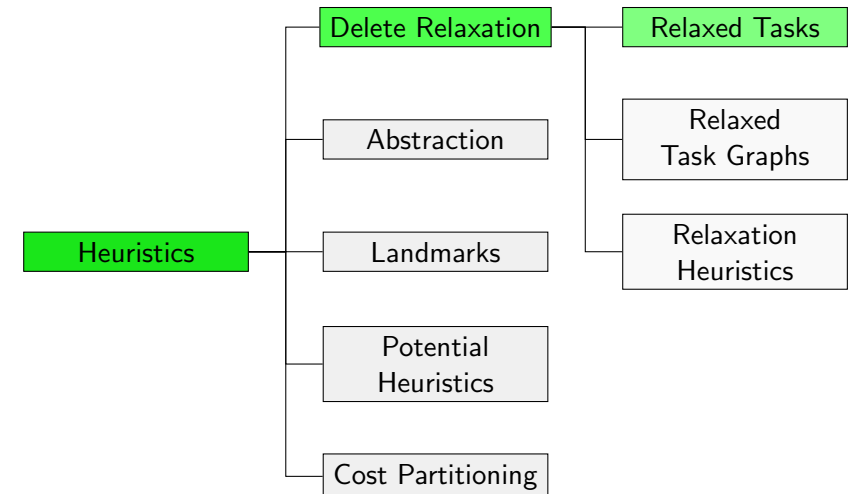 Heuristics
Delete Relaxation
Abstraction
Landmarks
Potential
Heuristics
Cost Partitioning
Relaxed Tasks
Relaxed
Task Graphs
Relaxation
Heuristics